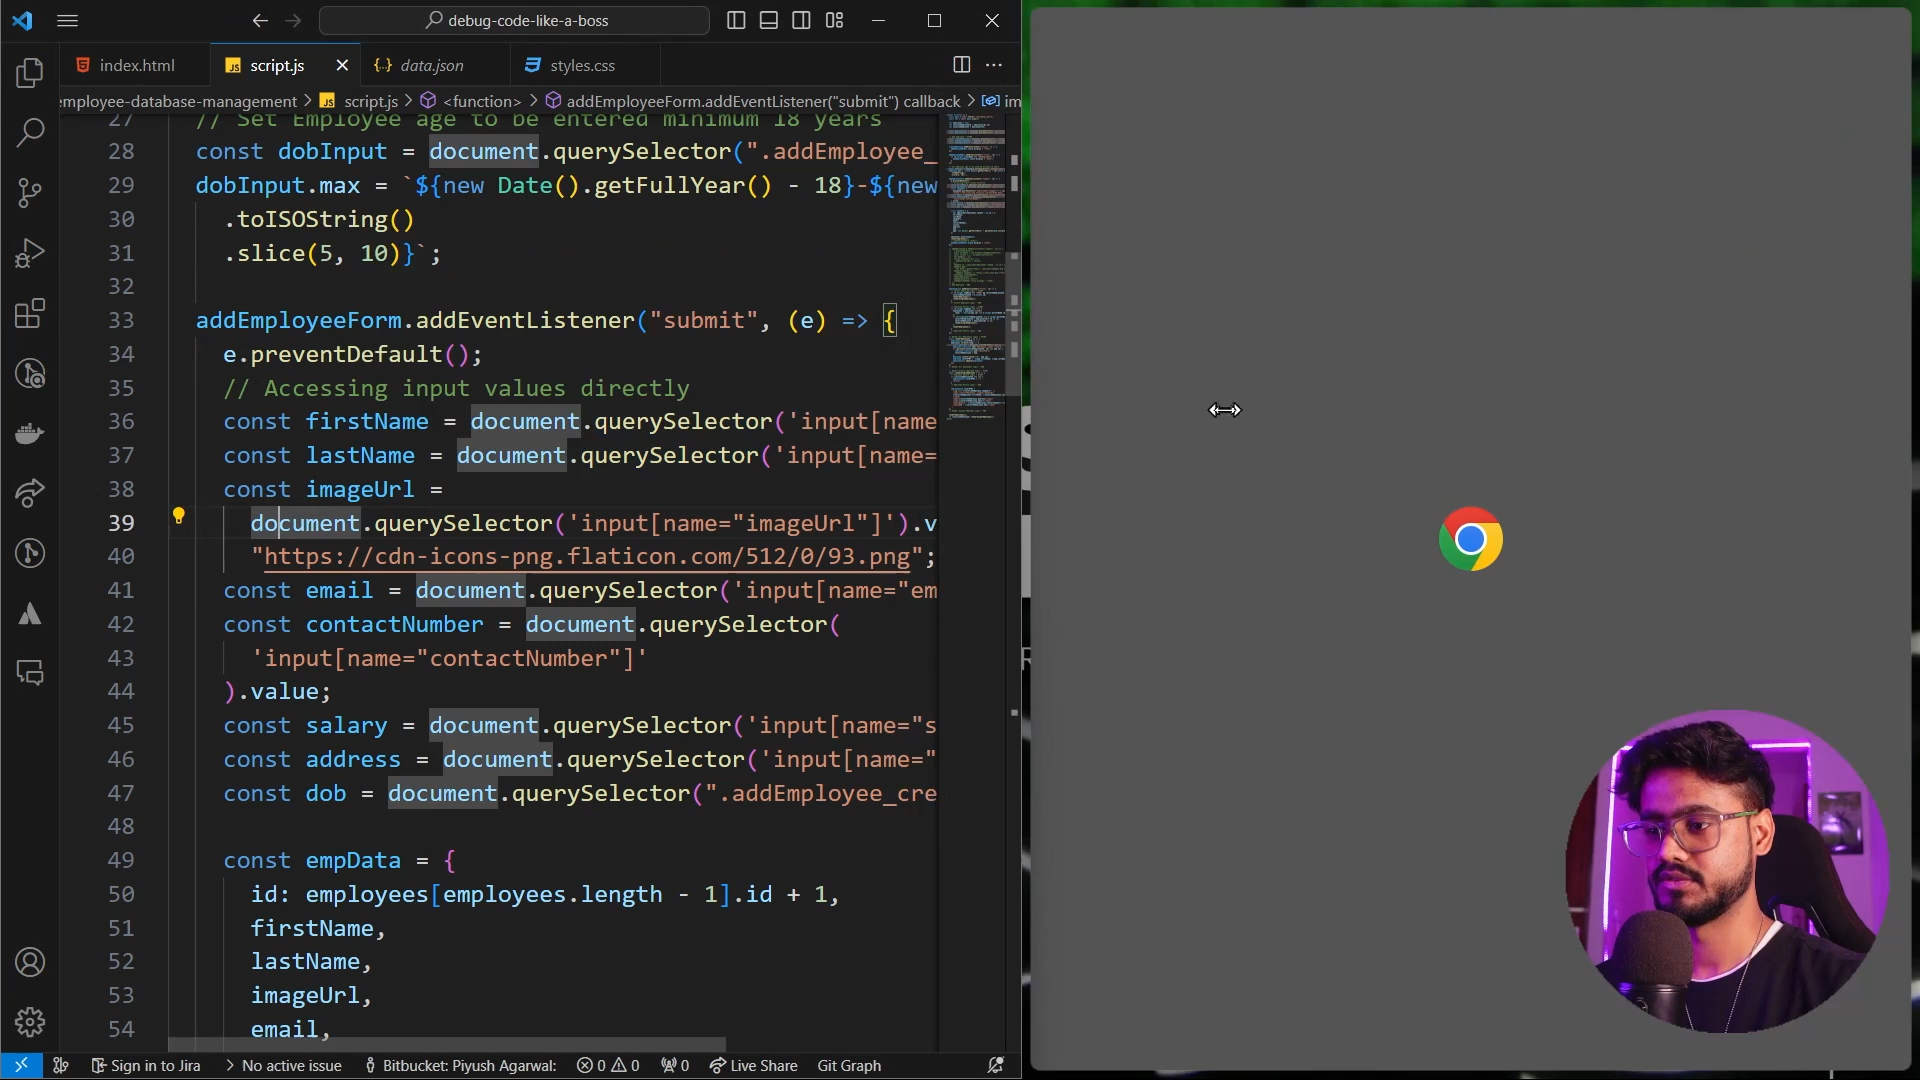 debug-code-like-a-boss
index.html
script.js
data.json
styles.css
employee-database-management > script.js > <function> > addEmployeeForm.addEventListener("submit") callback > im
27 // Set Employee age to be entered minimum 18 years
28 const dobInput = document.querySelector(".addEmployee_
29 dobInput.max = `${new Date().getFullYear() - 18}-${new
30 .toISOString()
31 .slice(5, 10)}`;
32
33 addEmployeeForm.addEventListener("submit", (e) => {
34 e.preventDefault();
35 // Accessing input values directly
36 const firstName = document.querySelector('input[name
37 const lastName = document.querySelector('input[name=
38 const imageUrl =
39 document.querySelector('input[name="imageUrl"]').v
40 "https://cdn-icons-png.flaticon.com/512/0/93.png";
41 const email = document.querySelector('input[name="em
42 const contactNumber = document.querySelector(
43 'input[name="contactNumber"]'
44 ).value;
45 const salary = document.querySelector('input[name="s
46 const address = document.querySelector('input[name="
47 const dob = document.querySelector(".addEmployee_cre
48
49 const empData = {
50 id: employees[employees.length - 1].id + 1,
51 firstName,
52 lastName,
53 imageUrl,
54 email,
Sign in to Jira > No active issue Bitbucket: Piyush Agarwal: 0 0 0 Live Share Git Graph